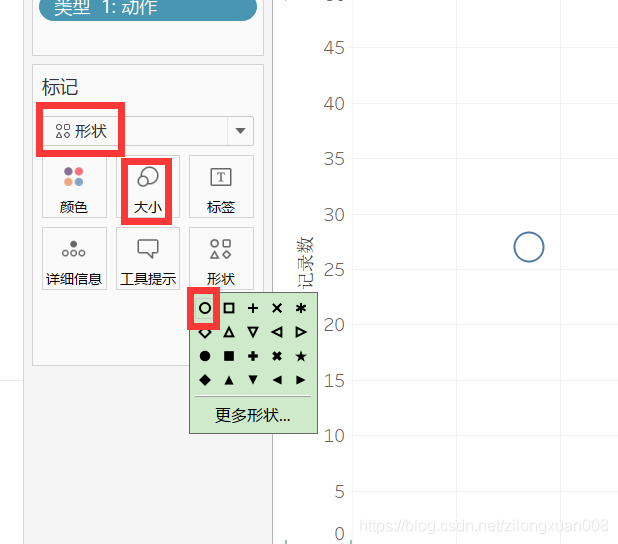 类型 1: 动作
标记
形状
颜色
大小
标签
详细信息
工具提示
形状
更多形状...
记录数
45
40
35
30
25
20
15
10
5
0
https://blog.csdn.net/zilongxuan008